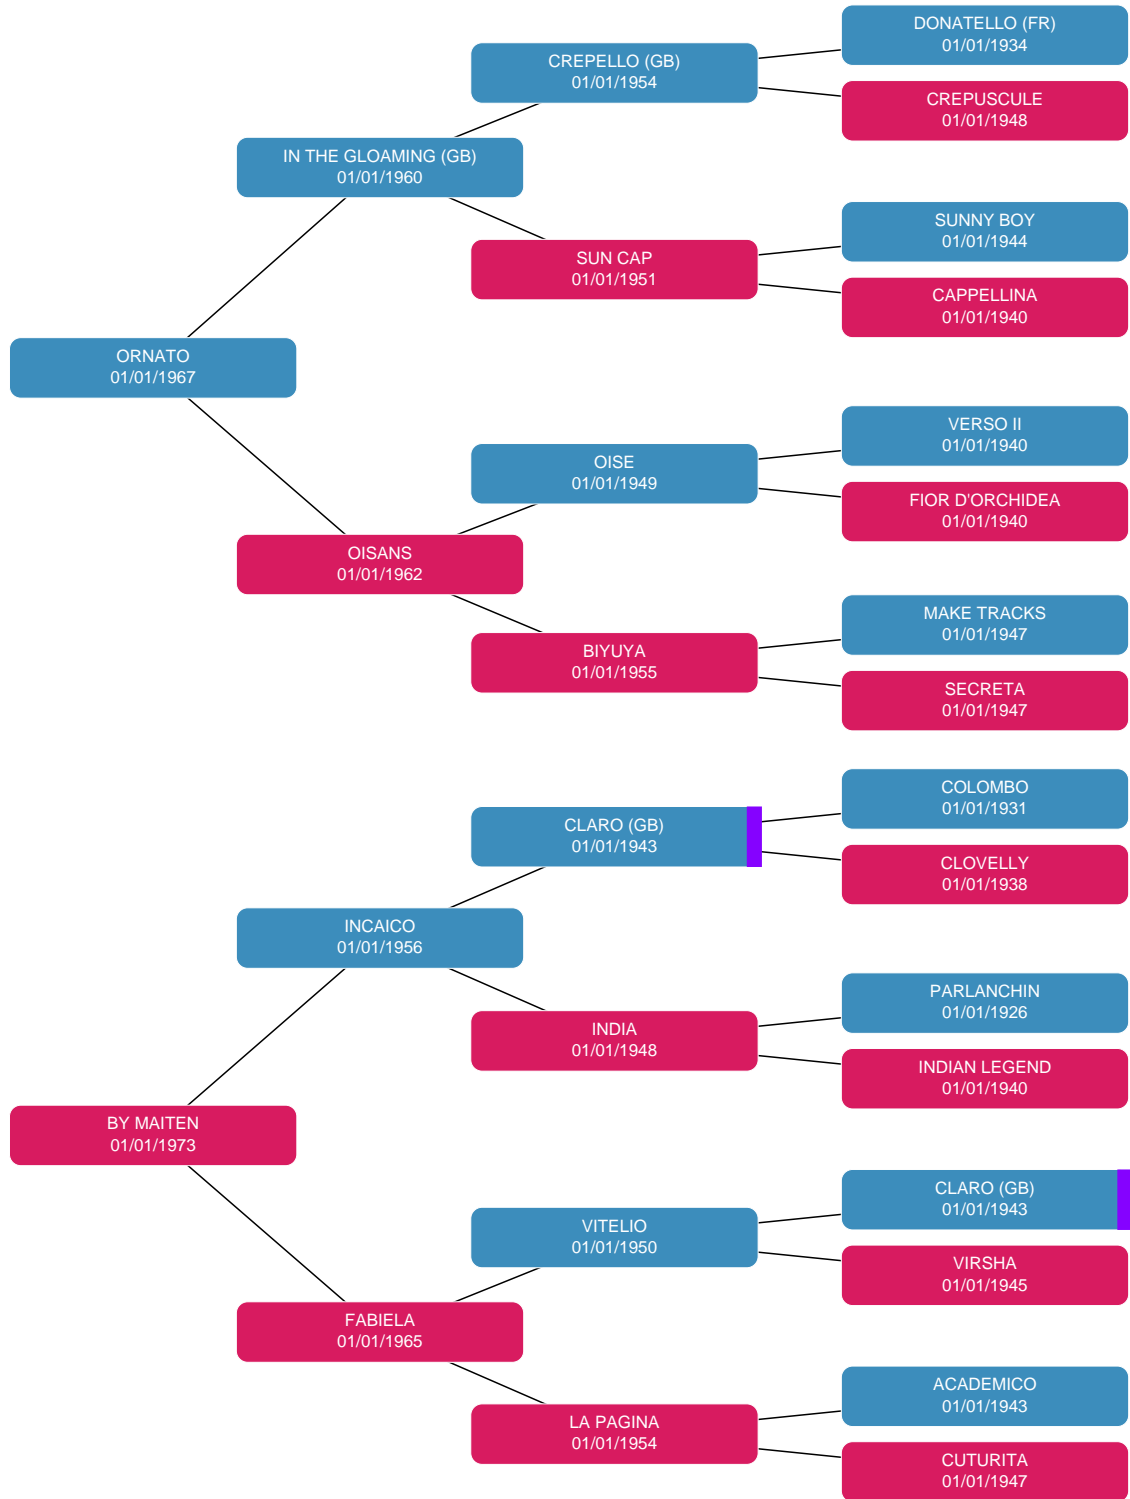 DONATELLO (FR)
01/01/1934
CREPELLO (GB)
01/01/1954
CREPUSCULE
01/01/1948
IN THE GLOAMING (GB)
01/01/1960
SUNNY BOY
01/01/1944
SUN CAP
01/01/1951
CAPPELLINA
01/01/1940
ORNATO
01/01/1967
VERSO II
01/01/1940
OISE
01/01/1949
FIOR D'ORCHIDEA
01/01/1940
OISANS
01/01/1962
MAKE TRACKS
01/01/1947
BIYUYA
01/01/1955
SECRETA
01/01/1947
COLOMBO
01/01/1931
CLARO (GB)
01/01/1943
CLOVELLY
01/01/1938
INCAICO
01/01/1956
PARLANCHIN
01/01/1926
INDIA
01/01/1948
INDIAN LEGEND
01/01/1940
BY MAITEN
01/01/1973
CLARO (GB)
01/01/1943
VITELIO
01/01/1950
VIRSHA
01/01/1945
FABIELA
01/01/1965
ACADEMICO
01/01/1943
LA PAGINA
01/01/1954
CUTURITA
01/01/1947